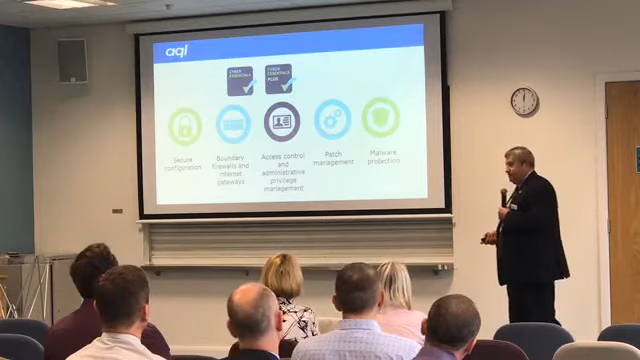 aql
CYBER
ESSENTIALS
CYBER
ESSENTIALS
PLUS
Secure
configuration
Boundary
firewalls and
internet
gateways
Access control
and
administrative
privilege
management
Patch
management
Malware
protection